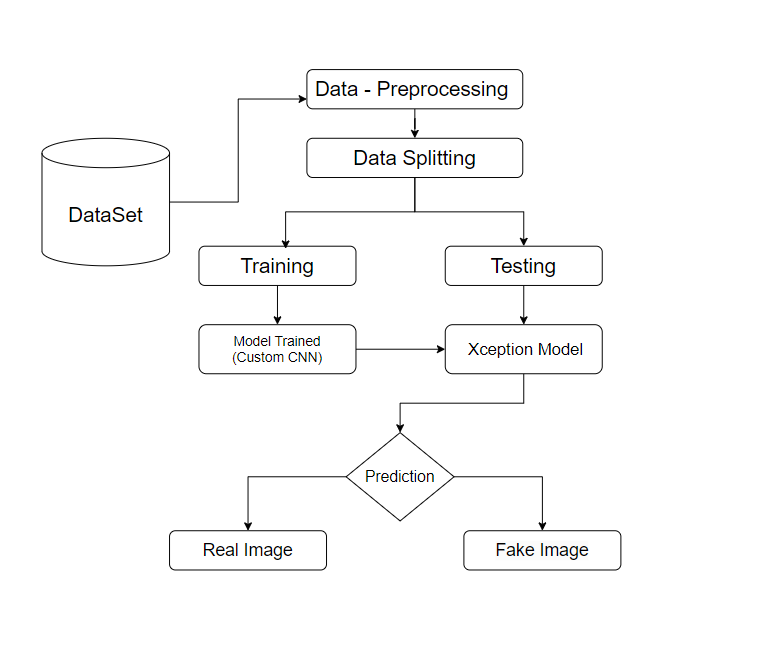 Data - Preprocessing
Data Splitting
DataSet
Training
Testing
Model Trained
(Custom CNN)
Xception Model
Prediction
Real Image
Fake Image